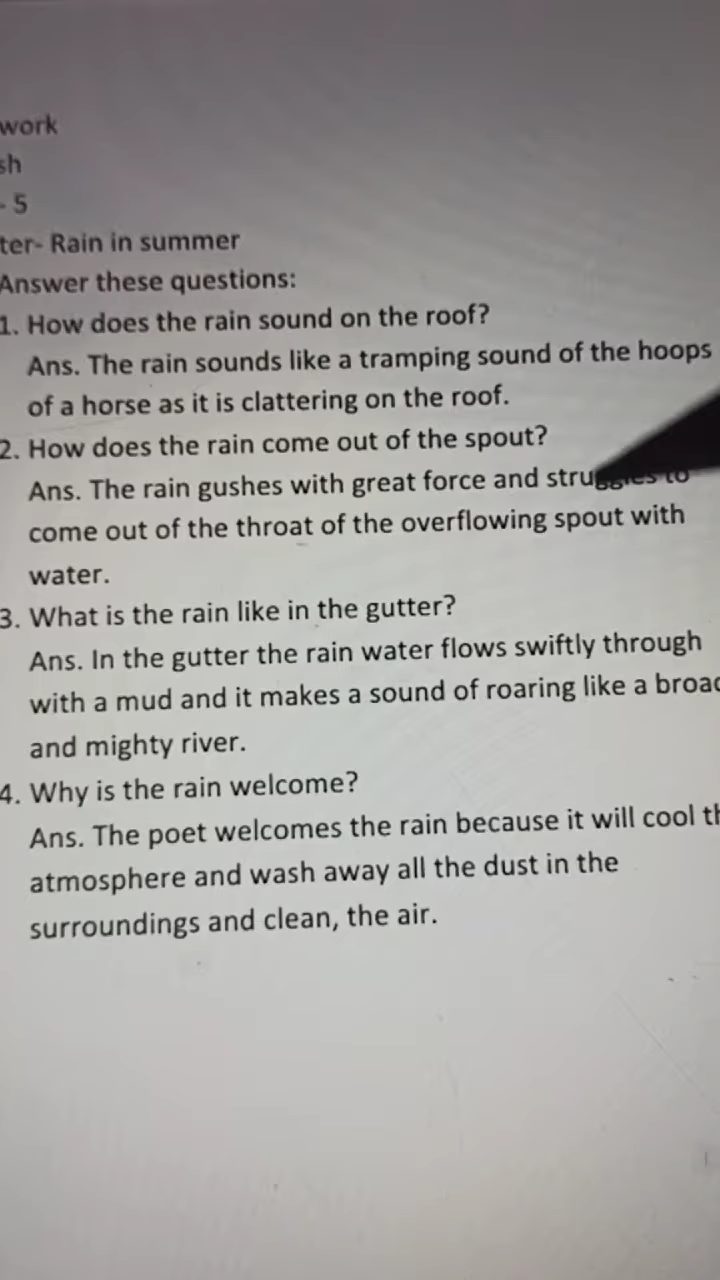 work
sh
- 5
ter- Rain in summer
Answer these questions:
1. How does the rain sound on the roof?
Ans. The rain sounds like a tramping sound of the hoops
of a horse as it is clattering on the roof.
2. How does the rain come out of the spout?
Ans. The rain gushes with great force and struggles to
come out of the throat of the overflowing spout with
water.
3. What is the rain like in the gutter?
Ans. In the gutter the rain water flows swiftly through
with a mud and it makes a sound of roaring like a broad
and mighty river.
4. Why is the rain welcome?
Ans. The poet welcomes the rain because it will cool th
atmosphere and wash away all the dust in the
surroundings and clean, the air.